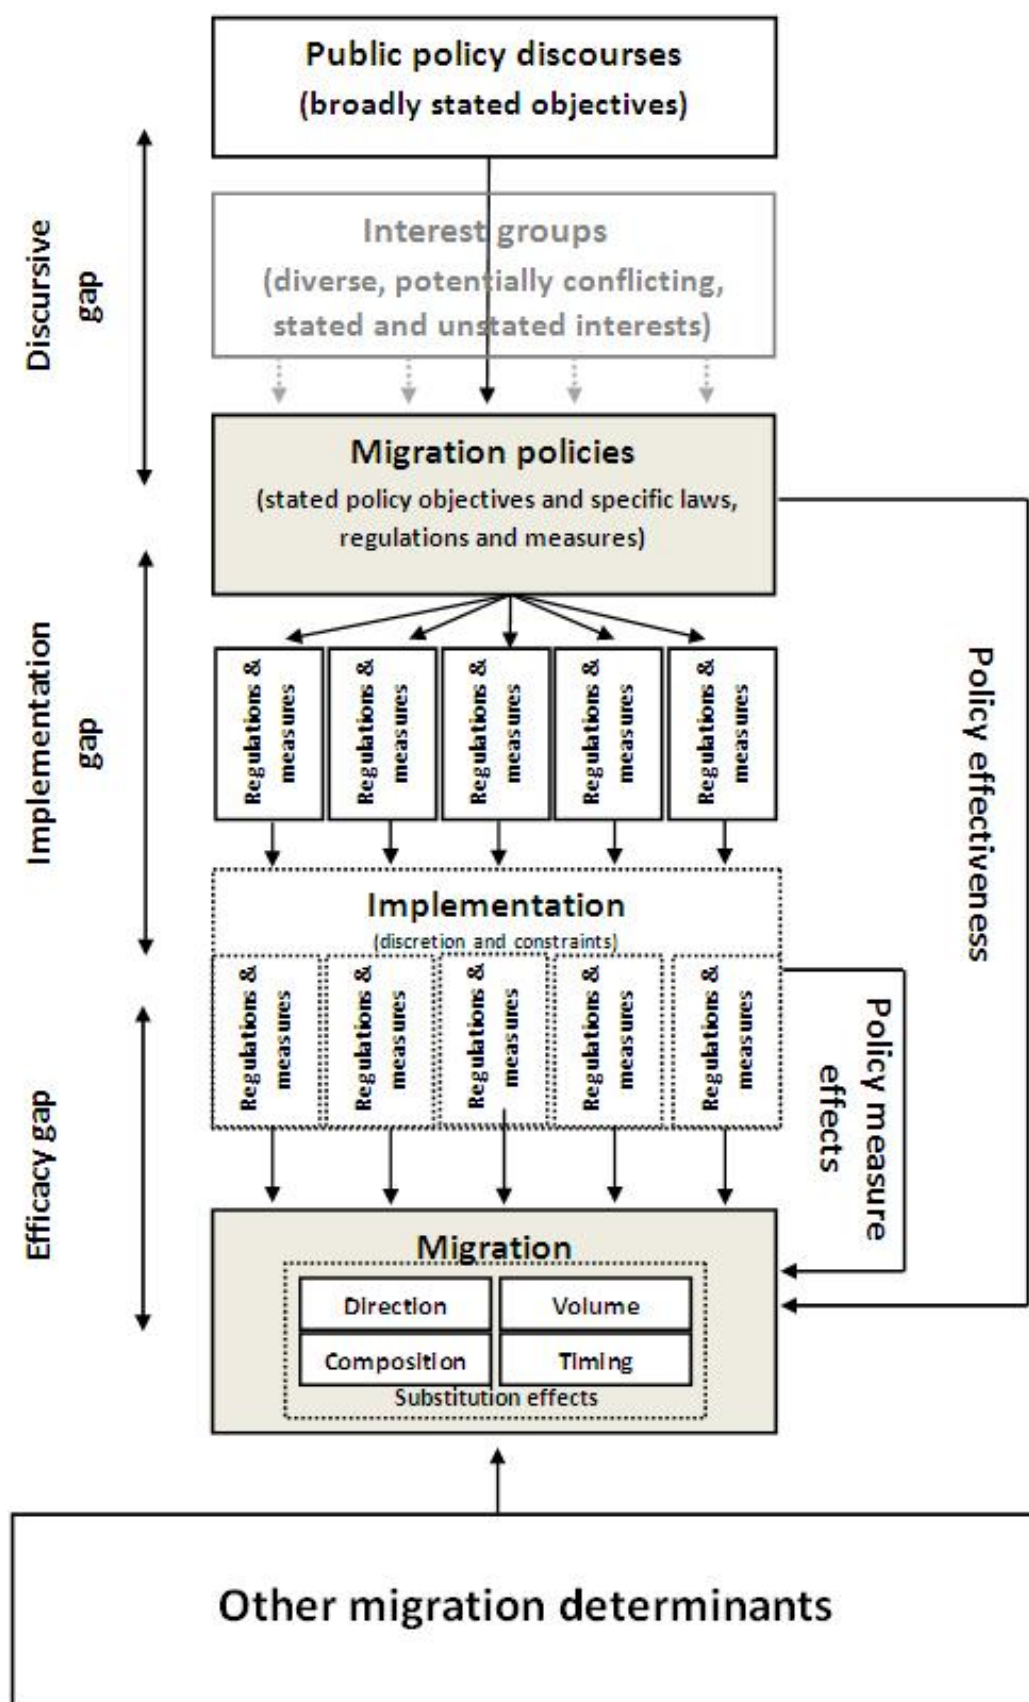 Public policy discourses
(broadly stated objectives)
Discursive
gap
Interest groups
(diverse, potentially conflicting,
stated and unstated interests)
Migration policies
(stated policy objectives and specific laws,
regulations and measures)
Implementation
gap
Regulations &
measures
Regulations &
measures
Regulations &
measures
Regulations &
measures
Regulations &
measures
Policy effectiveness
Implementation
(discretion and constraints)
Regulations &
measures
Regulations &
measures
Regulations &
measures
Regulations &
measures
Regulations &
measures
Policy measure
effects
Efficacy gap
Migration
Direction
Volume
Composition
Timing
Substitution effects
Other migration determinants